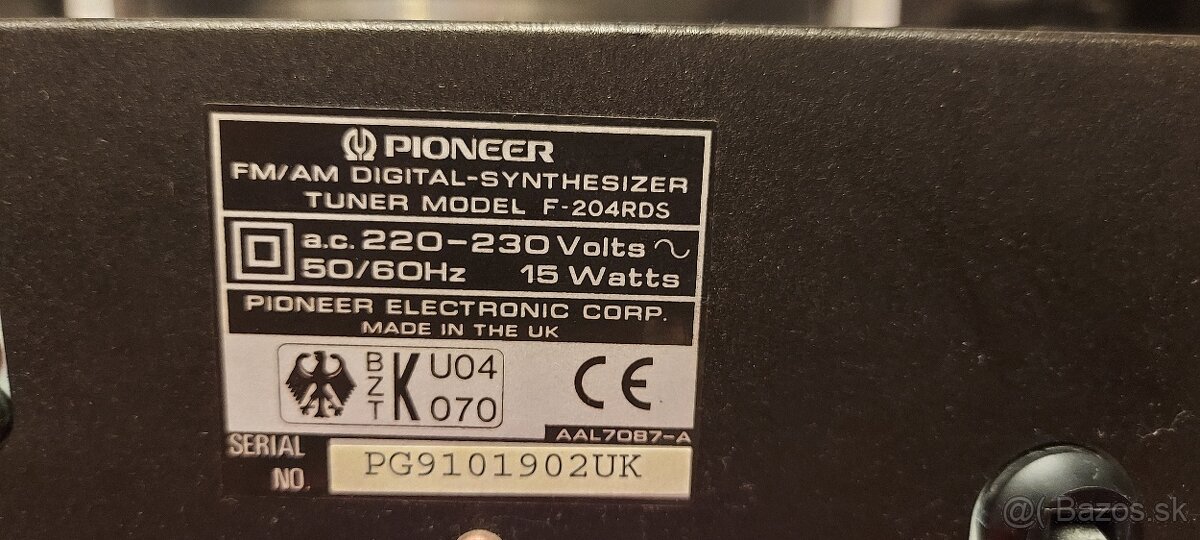 PIONEER
FM/AM DIGITAL-SYNTHESIZER
TUNER MODEL F-204RDS
a.c. 220-230 Volts ~
50/60Hz 15 Watts
PIONEER ELECTRONIC CORP.
MADE IN THE UK
BZT K U04 070
CE
AAL7087-A
SERIAL NO. PG9101902UK
@( Bazos.sk